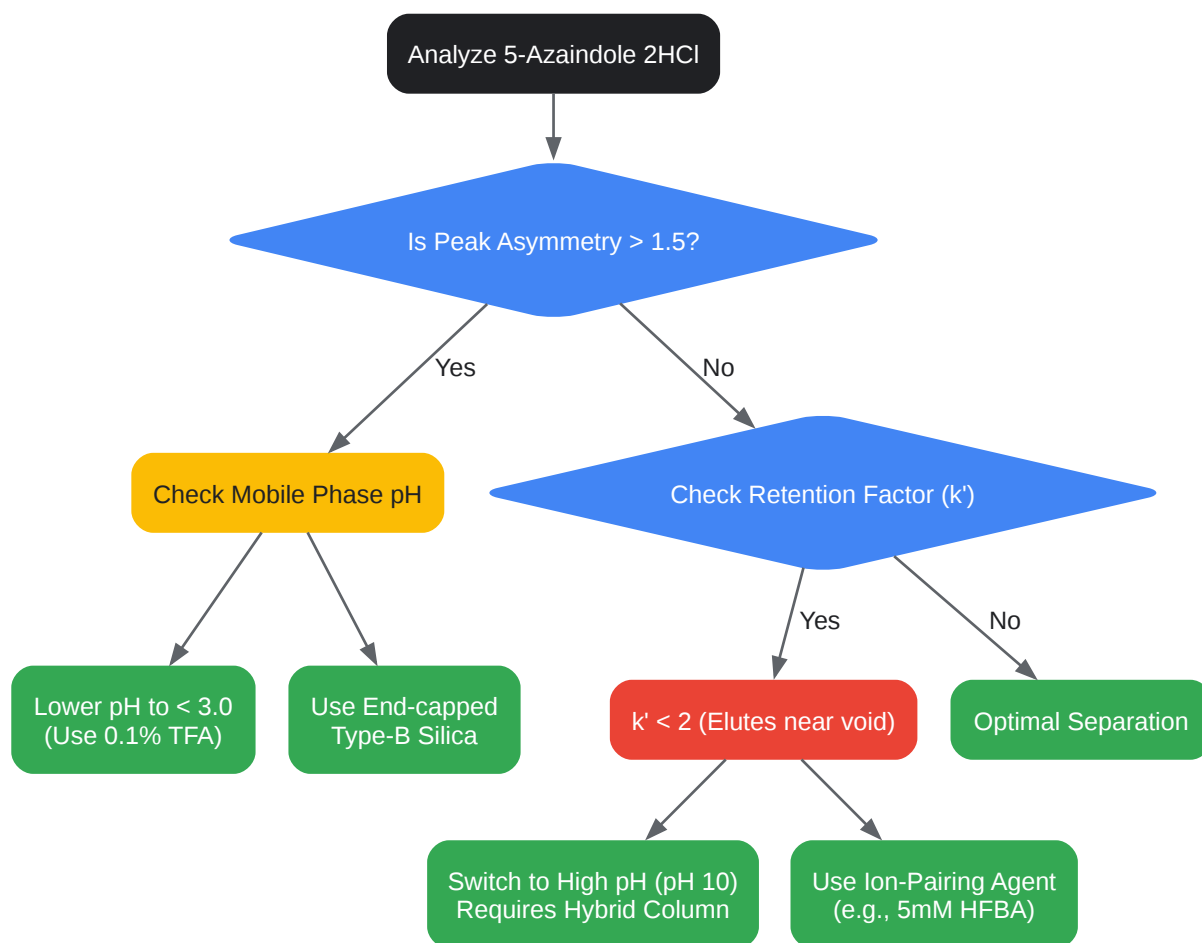 Analyze 5-Azaindole 2HCl
Is Peak Asymmetry > 1.5?
Yes
No
Check Mobile Phase pH
Check Retention Factor (k')
Yes
No
Lower pH to < 3.0
(Use 0.1% TFA)
Use End-capped
Type-B Silica
k' < 2 (Elutes near void)
Optimal Separation
Switch to High pH (pH 10)
Requires Hybrid Column
Use Ion-Pairing Agent
(e.g., 5mM HFBA)